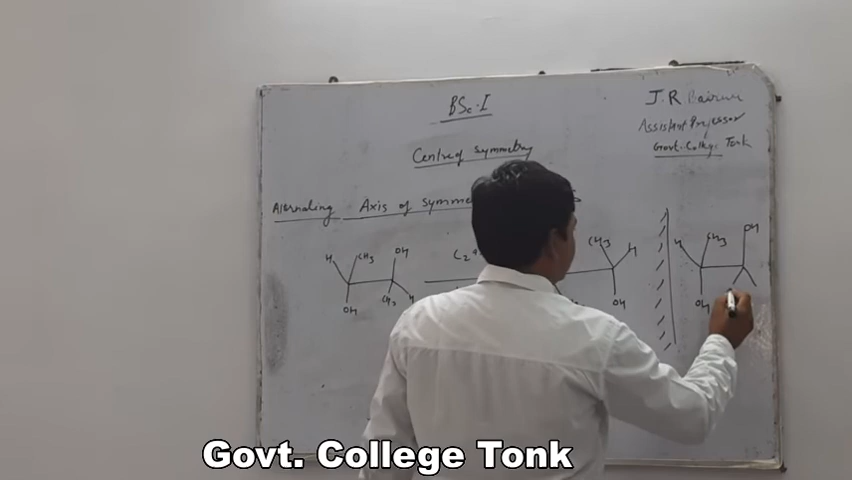 BSc-I
J.R Bairwa
Assistant Professor
Govt. College Tonk
Centre of symmetry
Alternating Axis of symme
H CH3 OH
OH CH3 H
C2
CH3 H
OH
H CH3 OH
OH
Govt. College Tonk